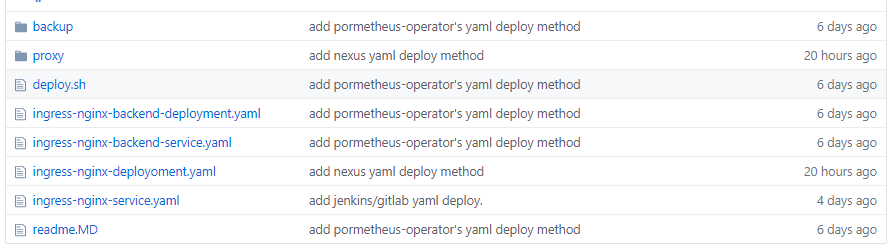 backup add pormetheus-operator's yaml deploy method 6 days ago
proxy add nexus yaml deploy method 20 hours ago
deploy.sh add pormetheus-operator's yaml deploy method 6 days ago
ingress-nginx-backend-deployment.yaml add pormetheus-operator's yaml deploy method 6 days ago
ingress-nginx-backend-service.yaml add pormetheus-operator's yaml deploy method 6 days ago
ingress-nginx-deployoment.yaml add nexus yaml deploy method 20 hours ago
ingress-nginx-service.yaml add jenkins/gitlab yaml deploy. 4 days ago
readme.MD add pormetheus-operator's yaml deploy method 6 days ago